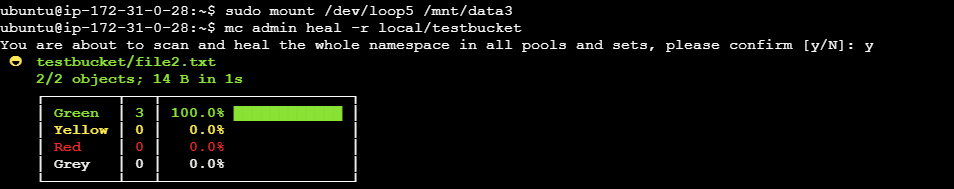 ubuntu@ip-172-31-0-28:~$ sudo mount /dev/loop5 /mnt/data3
ubuntu@ip-172-31-0-28:~$ mc admin heal -r local/testbucket
You are about to scan and heal the whole namespace in all pools and sets, please confirm [y/N]: y
testbucket/file2.txt
2/2 objects; 14 B in 1s
Green | 3 | 100.0%
Yellow | 0 | 0.0%
Red | 0 | 0.0%
Grey | 0 | 0.0%